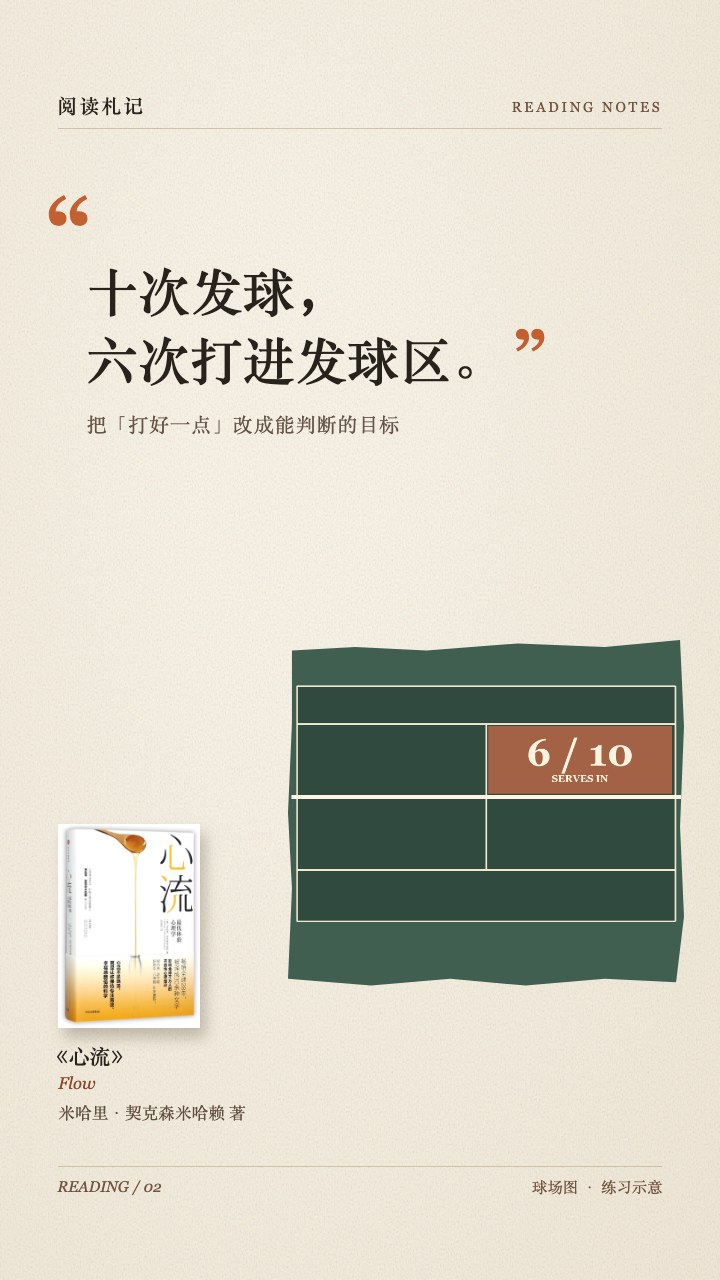 阅读札记
READING NOTES
“
十次发球，
六次打进发球区。”
把「打好一点」改成能判断的目标
6 / 10
SERVES IN
心流
《心流》
Flow
米哈里 · 契克森米哈赖 著
READING / 02
球场图 · 练习示意